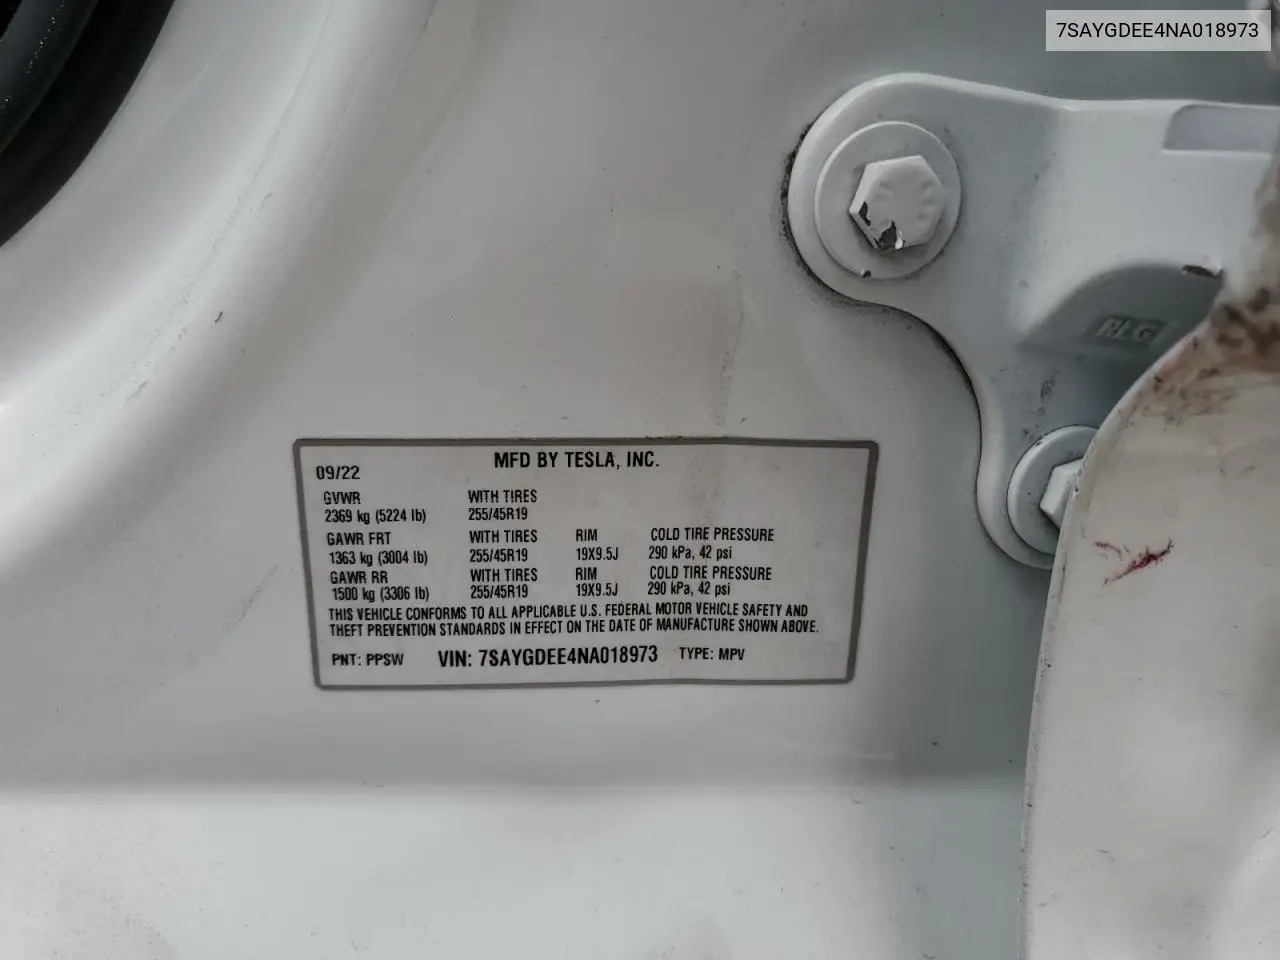 7SAYGDEE4NA018973
RLG
MFD BY TESLA, INC.
09/22
GVWR WITH TIRES
2369 kg (5224 lb) 255/45R19
GAWR FRT WITH TIRES RIM COLD TIRE PRESSURE
1363 kg (3004 lb) 255/45R19 19X9.5J 290 kPa, 42 psi
GAWR RR WITH TIRES RIM COLD TIRE PRESSURE
1500 kg (3306 lb) 255/45R19 19X9.5J 290 kPa, 42 psi
THIS VEHICLE CONFORMS TO ALL APPLICABLE U.S. FEDERAL MOTOR VEHICLE SAFETY AND
THEFT PREVENTION STANDARDS IN EFFECT ON THE DATE OF MANUFACTURE SHOWN ABOVE.
PNT: PPSW VIN: 7SAYGDEE4NA018973 TYPE: MPV